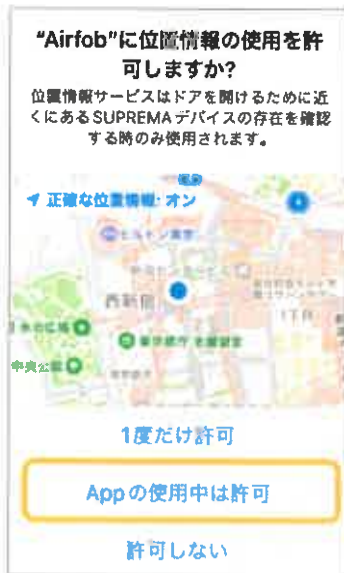 “Airfob”に位置情報の使用を許
可しますか?
位置情報サービスはドアを開けるために近
くにあるSUPREMAデバイスの存在を確認
する時のみ使用されます。
正確な位置情報: オン
ヒルトン東京
西新宿
中央公園
1度だけ許可
Appの使用中は許可
許可しない